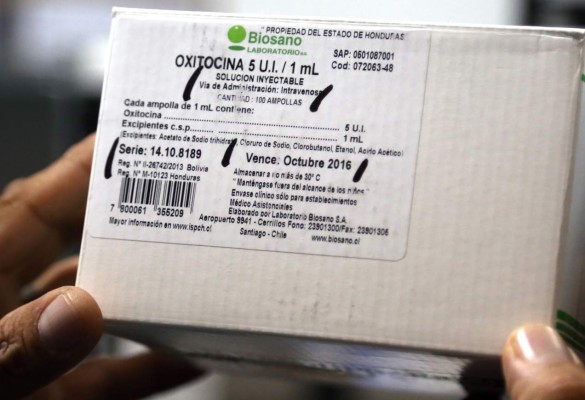 PROPIEDAD DEL ESTADO DE HONDURAS
Biosano
LABORATORIO S.A.
SAP: 0501087001
Cod: 072063-48
OXITOCINA 5 U.I. / 1 mL
SOLUCION INYECTABLE
Via de Administración: Intravenosa
CANTIDAD: 100 AMPOLLAS
Cada ampolla de 1 mL contiene:
Oxitocina 5 U.I.
Excipientes c.s.p. 1 mL
(Excipientes: Acetato de Sodio trihidra, Cloruro de Sodio, Clorobutanol, Etanol, Acido Acético)
Serie: 14.10.8189
Vence: Octubre 2016
Reg. N° II-26742/2013 Bolivia
Reg. N° M-10123 Honduras
Almacenar a no más de 30° C
" Manténgase fuera del alcance de los niños "
Envase clínico sólo para establecimientos
Médico Asistenciales
Elaborado por Laboratorio Biosano S.A.
7 800061 355209
Aeropuerto 9941 - Cerrillos Fono: 23901300/Fax: 23901306
Mayor información en www.ispch.cl
Santiago - Chile
www.biosano.cl